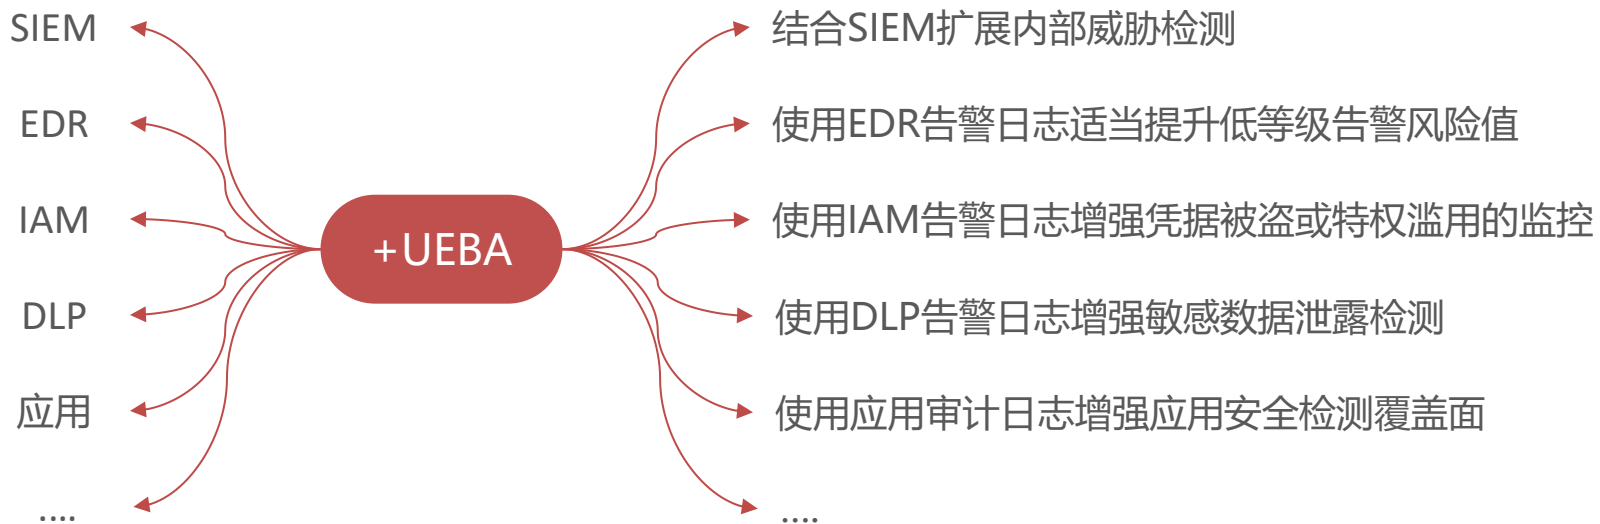 SIEM
结合SIEM扩展内部威胁检测
EDR
使用EDR告警日志适当提升低等级告警风险值
IAM
使用IAM告警日志增强凭据被盗或特权滥用的监控
+UEBA
DLP
使用DLP告警日志增强敏感数据泄露检测
应用
使用应用审计日志增强应用安全检测覆盖面
....
....